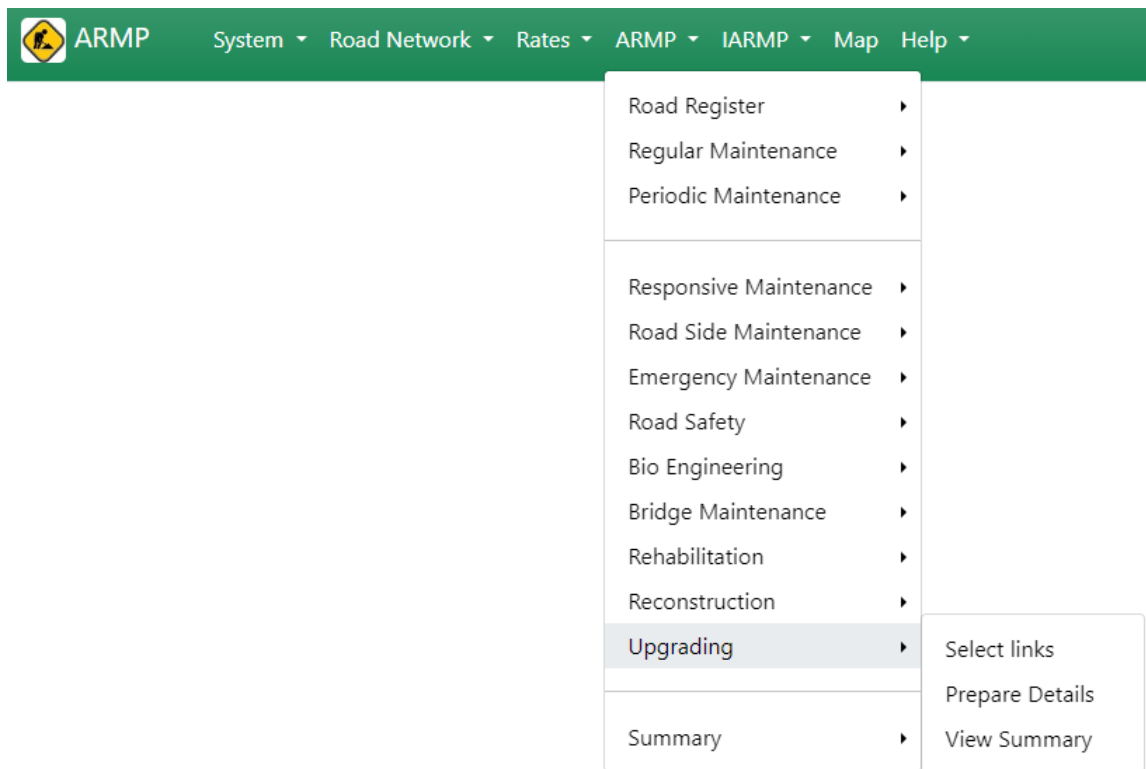 ARMP System Road Network Rates ARMP IARMP Map Help
Road Register
Regular Maintenance
Periodic Maintenance
Responsive Maintenance
Road Side Maintenance
Emergency Maintenance
Road Safety
Bio Engineering
Bridge Maintenance
Rehabilitation
Reconstruction
Upgrading
Select links
Prepare Details
View Summary
Summary